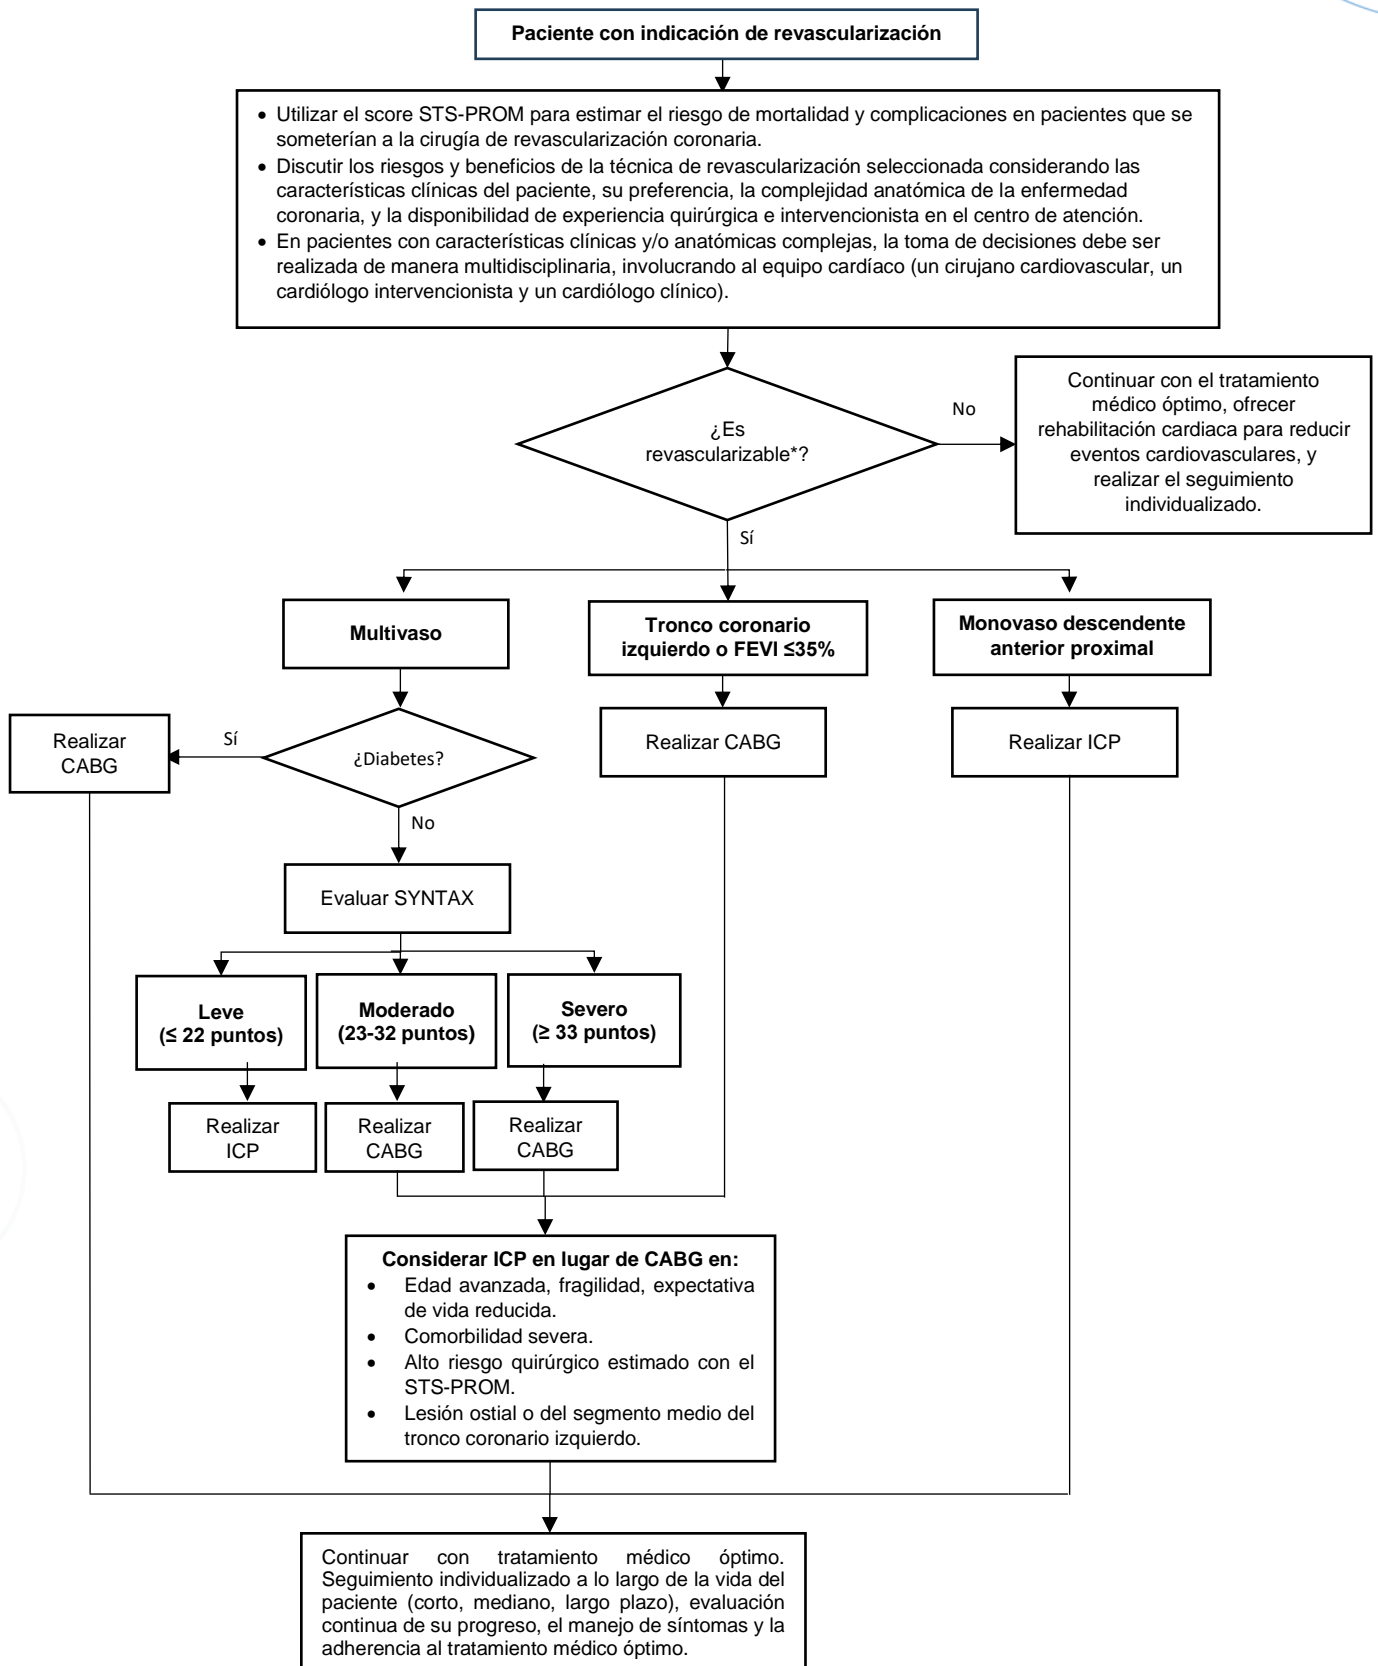 Paciente con indicación de revascularización
• Utilizar el score STS-PROM para estimar el riesgo de mortalidad y complicaciones en pacientes que se
someterían a la cirugía de revascularización coronaria.
• Discutir los riesgos y beneficios de la técnica de revascularización seleccionada considerando las
características clínicas del paciente, su preferencia, la complejidad anatómica de la enfermedad
coronaria, y la disponibilidad de experiencia quirúrgica e intervencionista en el centro de atención.
• En pacientes con características clínicas y/o anatómicas complejas, la toma de decisiones debe ser
realizada de manera multidisciplinaria, involucrando al equipo cardíaco (un cirujano cardiovascular, un
cardiólogo intervencionista y un cardiólogo clínico).
¿Es
revascularizable*?
No
Continuar con el tratamiento
médico óptimo, ofrecer
rehabilitación cardiaca para reducir
eventos cardiovasculares, y
realizar el seguimiento
individualizado.
Sí
Multivaso
Tronco coronario
izquierdo o FEVI ≤35%
Monovaso descendente
anterior proximal
Realizar
CABG
Sí
¿Diabetes?
Realizar CABG
Realizar ICP
No
Evaluar SYNTAX
Leve
(≤ 22 puntos)
Moderado
(23-32 puntos)
Severo
(≥ 33 puntos)
Realizar
ICP
Realizar
CABG
Realizar
CABG
Considerar ICP en lugar de CABG en:
• Edad avanzada, fragilidad, expectativa
de vida reducida.
• Comorbilidad severa.
• Alto riesgo quirúrgico estimado con el
STS-PROM.
• Lesión ostial o del segmento medio del
tronco coronario izquierdo.
Continuar con tratamiento médico óptimo.
Seguimiento individualizado a lo largo de la vida del
paciente (corto, mediano, largo plazo), evaluación
continua de su progreso, el manejo de síntomas y la
adherencia al tratamiento médico óptimo.